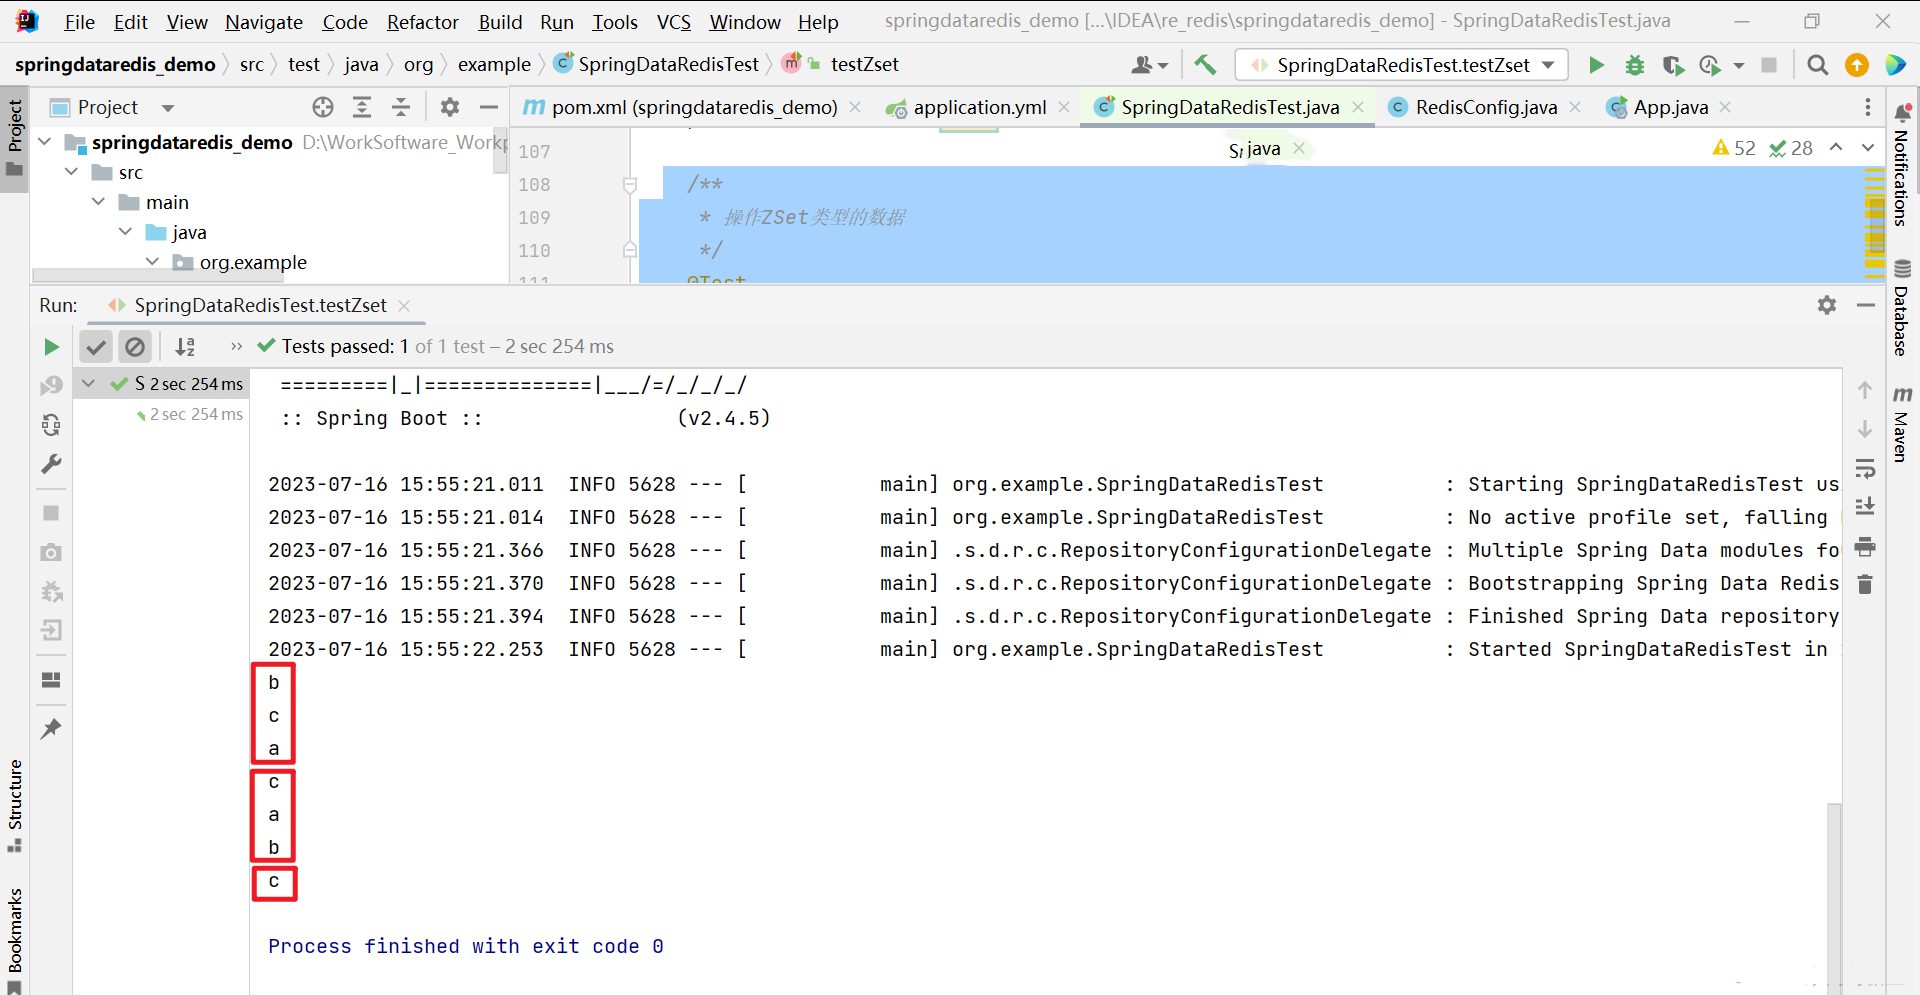 File Edit View Navigate Code Refactor Build Run Tools VCS Window Help springdataredis_demo [...\IDEA\re_redis\springdataredis_demo] - SpringDataRedisTest.java
springdataredis_demo src test java org example SpringDataRedisTest testZset SpringDataRedisTest.testZset
Project pom.xml (springdataredis_demo) application.yml SpringDataRedisTest.java RedisConfig.java App.java
Project
springdataredis_demo D:\WorkSoftware_Workp
src
main
java
org.example
java
52 28
107
108 /**
109 * 操作ZSet类型的数据
110 */
111 @Test
Notifications
Database
Maven
Run: SpringDataRedisTest.testZset
Tests passed: 1 of 1 test – 2 sec 254 ms
S 2 sec 254 ms
2 sec 254 ms
=========|_|==============|___/=/_/_/_/
:: Spring Boot :: (v2.4.5)
2023-07-16 15:55:21.011 INFO 5628 --- [ main] org.example.SpringDataRedisTest : Starting SpringDataRedisTest us
2023-07-16 15:55:21.014 INFO 5628 --- [ main] org.example.SpringDataRedisTest : No active profile set, falling
2023-07-16 15:55:21.366 INFO 5628 --- [ main] .s.d.r.c.RepositoryConfigurationDelegate : Multiple Spring Data modules fo
2023-07-16 15:55:21.370 INFO 5628 --- [ main] .s.d.r.c.RepositoryConfigurationDelegate : Bootstrapping Spring Data Redis
2023-07-16 15:55:21.394 INFO 5628 --- [ main] .s.d.r.c.RepositoryConfigurationDelegate : Finished Spring Data repository
2023-07-16 15:55:22.253 INFO 5628 --- [ main] org.example.SpringDataRedisTest : Started SpringDataRedisTest in
b
c
a
c
a
b
c
Process finished with exit code 0
Structure
Bookmarks